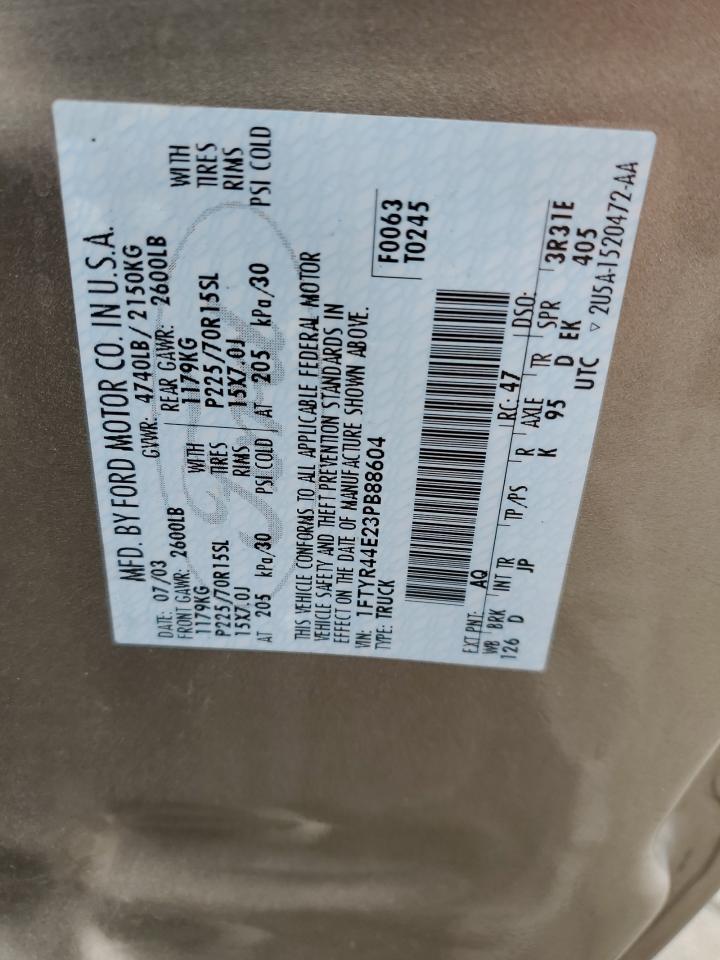 MFD. BY FORD MOTOR CO. IN U.S.A.
DATE: 07/03 GVWR: 4740LB / 2150KG
FRONT GAWR: 2600LB REAR GAWR: 2600LB
1179KG WITH 1179KG WITH
P225/70R15SL TIRES P225/70R15SL TIRES
15X7.0J RIMS 15X7.0J RIMS
AT 205 kPa/30 PSI COLD AT 205 kPa/30 PSI COLD
THIS VEHICLE CONFORMS TO ALL APPLICABLE FEDERAL MOTOR
VEHICLE SAFETY AND THEFT PREVENTION STANDARDS IN
EFFECT ON THE DATE OF MANUFACTURE SHOWN ABOVE.
VIN: 1FTYR44E23PB88604
TYPE: TRUCK
F0063
T0245
EXT PNT: AQ RC: 47 DSO:
WB BRK INT TR TP/PS R AXLE TR SPR 3R31E
126 D JP K 95 D EK 405
UTC ▽ 2U5A-1520472-AA